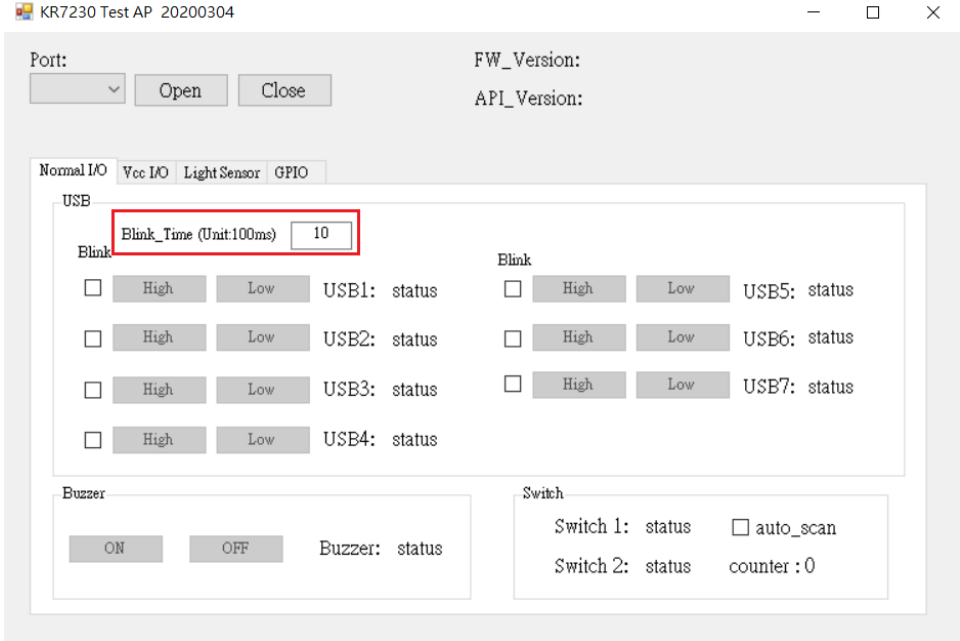 KR7230 Test AP 20200304
Port:
Open
Close
FW_Version:
API_Version:
Normal I/O
Vcc I/O
Light Sensor
GPIO
USB
Blink_Time (Unit:100ms)
10
Blink
High Low USB1: status
High Low USB2: status
High Low USB3: status
High Low USB4: status
Blink
High Low USB5: status
High Low USB6: status
High Low USB7: status
Buzzer
ON OFF Buzzer: status
Switch
Switch 1: status auto_scan
Switch 2: status counter : 0